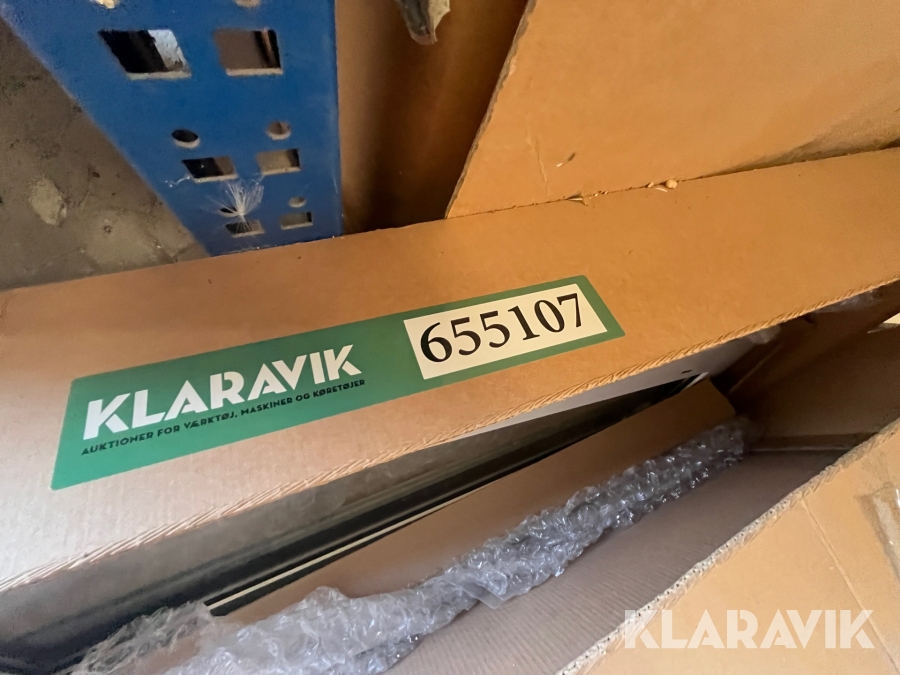 KLARAVIK
AUKTIONER FOR VÆRKTØJ, MASKINER OG KØRETØJER
655107
KLARAVIK